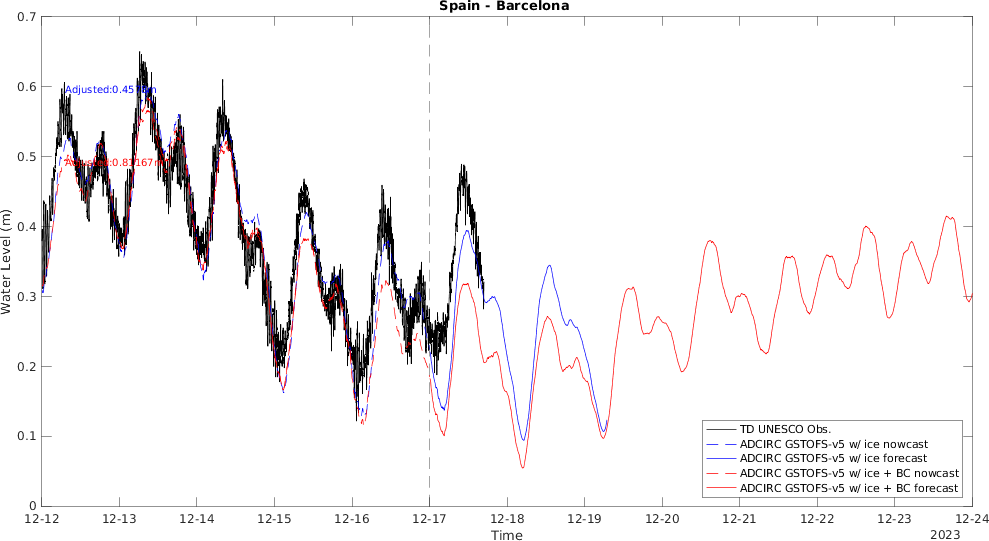 Spain - Barcelona
0.7
0.6
0.5
0.4
0.3
0.2
0.1
0
Water Level (m)
TD UNESCO Obs.
ADCIRC GSTOFS-v5 w/ ice nowcast
ADCIRC GSTOFS-v5 w/ ice forecast
ADCIRC GSTOFS-v5 w/ ice + BC nowcast
ADCIRC GSTOFS-v5 w/ ice + BC forecast
12-12 12-13 12-14 12-15 12-16 12-17 12-18 12-19 12-20 12-21 12-22 12-23 12-24
Time
2023